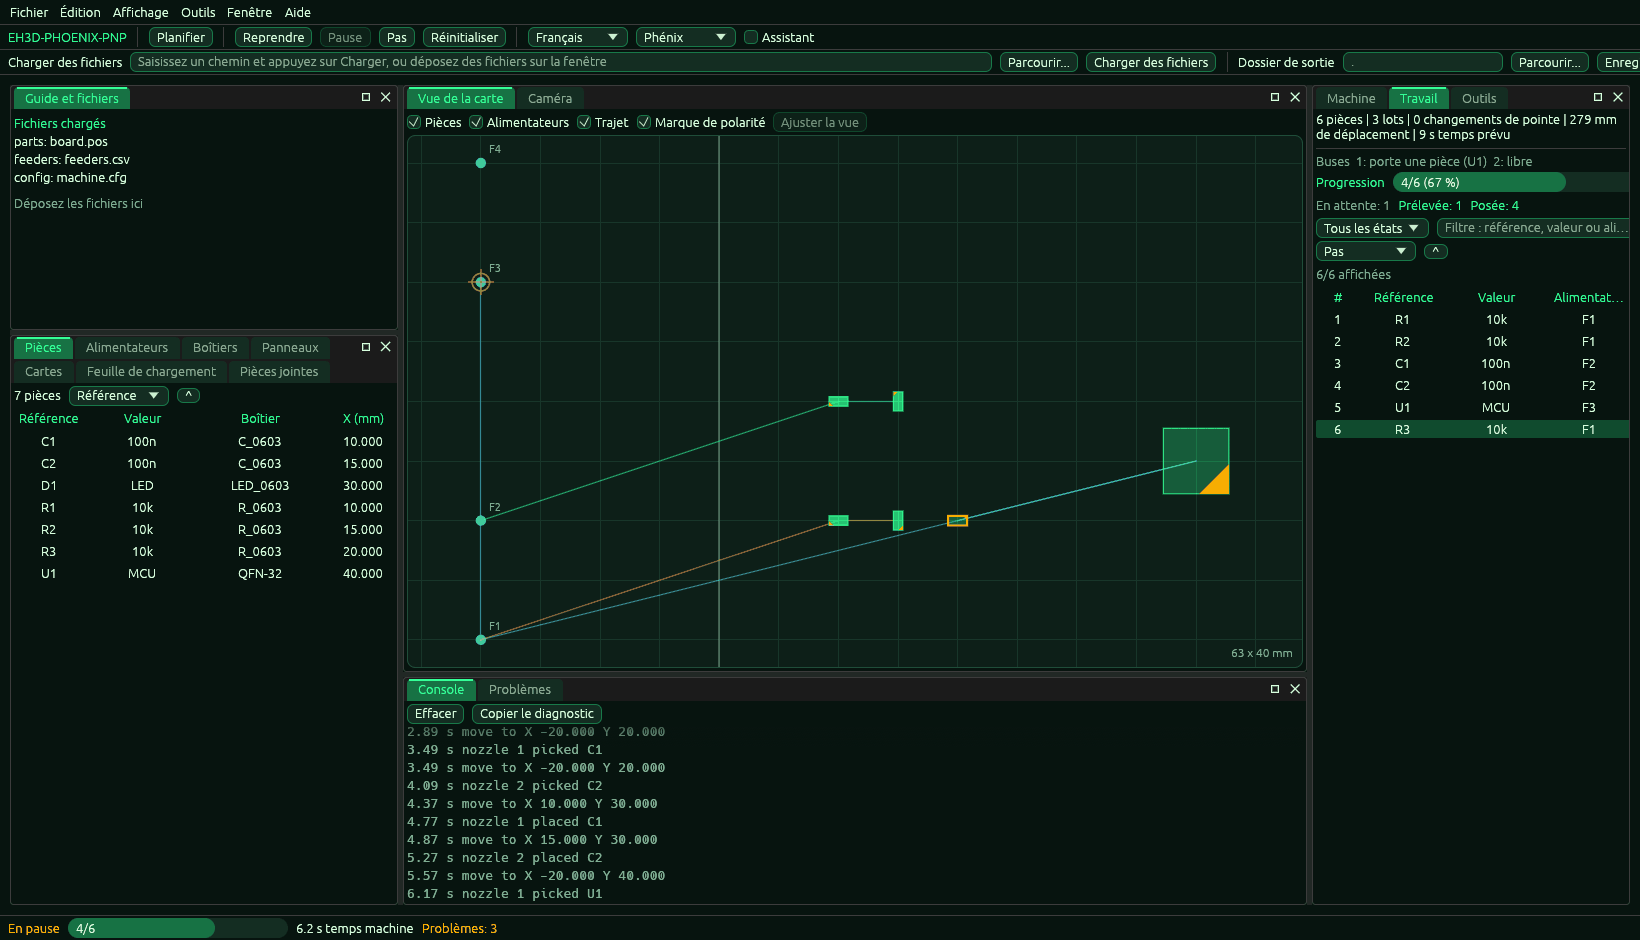 Fichier Édition Affichage Outils Fenêtre Aide
EH3D-PHOENIX-PNP Planifier Reprendre Pause Pas Réinitialiser Français Phénix Assistant
Charger des fichiers Saisissez un chemin et appuyez sur Charger, ou déposez des fichiers sur la fenêtre Parcourir... Charger des fichiers Dossier de sortie . Parcourir... Enreg
Guide et fichiers
Fichiers chargés
parts: board.pos
feeders: feeders.csv
config: machine.cfg
Déposez les fichiers ici
Pièces Alimentateurs Boîtiers Panneaux
Cartes Feuille de chargement Pièces jointes
7 pièces Référence ^
Référence Valeur Boîtier X (mm)
C1 100n C_0603 10.000
C2 100n C_0603 15.000
D1 LED LED_0603 30.000
R1 10k R_0603 10.000
R2 10k R_0603 15.000
R3 10k R_0603 20.000
U1 MCU QFN-32 40.000
Vue de la carte Caméra
Pièces Alimentateurs Trajet Marque de polarité Ajuster la vue
F4
F3
F2
F1
63 x 40 mm
Console Problèmes
Effacer Copier le diagnostic
2.89 s move to X -20.000 Y 20.000
3.49 s nozzle 1 picked C1
3.49 s move to X -20.000 Y 20.000
4.09 s nozzle 2 picked C2
4.37 s move to X 10.000 Y 30.000
4.77 s nozzle 1 placed C1
4.87 s move to X 15.000 Y 30.000
5.27 s nozzle 2 placed C2
5.57 s move to X -20.000 Y 40.000
6.17 s nozzle 1 picked U1
Machine Travail Outils
6 pièces | 3 lots | 0 changements de pointe | 279 mm
de déplacement | 9 s temps prévu
Buses 1: porte une pièce (U1) 2: libre
Progression 4/6 (67 %)
En attente: 1 Prélevée: 1 Posée: 4
Tous les états Filtre : référence, valeur ou ali...
Pas ^
6/6 affichées
# Référence Valeur Alimentat...
1 R1 10k F1
2 R2 10k F1
3 C1 100n F2
4 C2 100n F2
5 U1 MCU F3
6 R3 10k F1
En pause 4/6 6.2 s temps machine Problèmes: 3